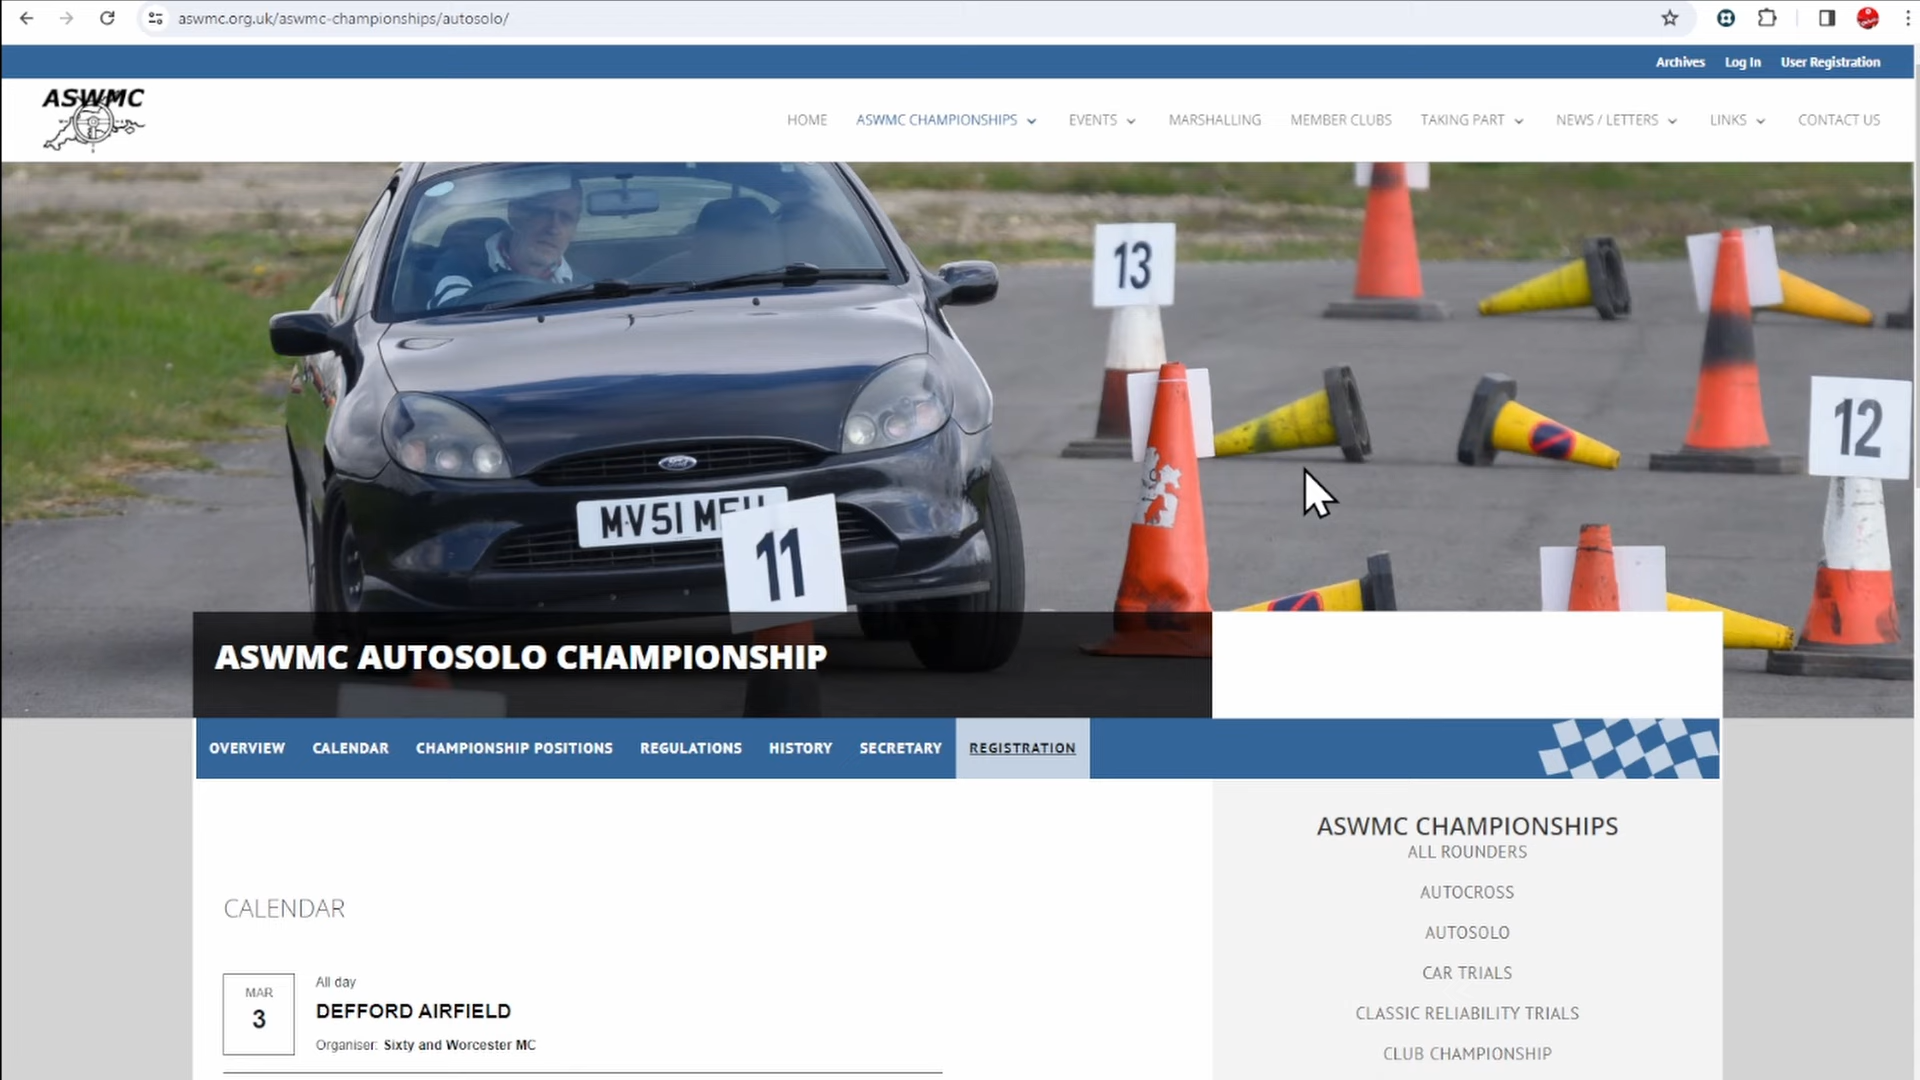 aswmc.org.uk/aswmc-championships/autosolo/
Archives Log In User Registration
ASWMC
HOME ASWMC CHAMPIONSHIPS EVENTS MARSHALLING MEMBER CLUBS TAKING PART NEWS / LETTERS LINKS CONTACT US
13
12
Ford
MV51
11
ASWMC AUTOSOLO CHAMPIONSHIP
OVERVIEW CALENDAR CHAMPIONSHIP POSITIONS REGULATIONS HISTORY SECRETARY REGISTRATION
ASWMC CHAMPIONSHIPS
ALL ROUNDERS
AUTOCROSS
AUTOSOLO
CAR TRIALS
CLASSIC RELIABILITY TRIALS
CLUB CHAMPIONSHIP
CALENDAR
MAR
3
All day
DEFFORD AIRFIELD
Organiser: Sixty and Worcester MC